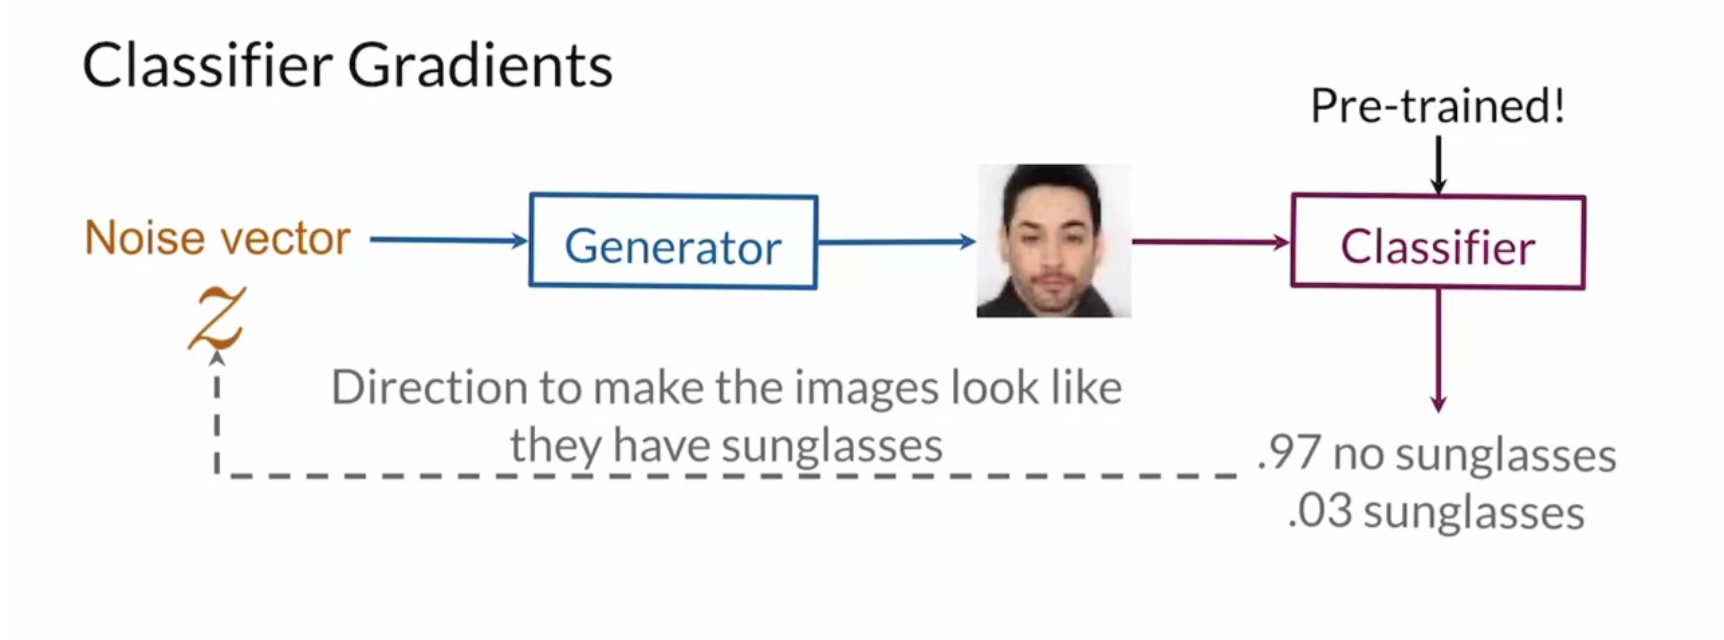 Classifier Gradients
Pre-trained!
Noise vector
Generator
Classifier
z
Direction to make the images look like
they have sunglasses
.97 no sunglasses
.03 sunglasses